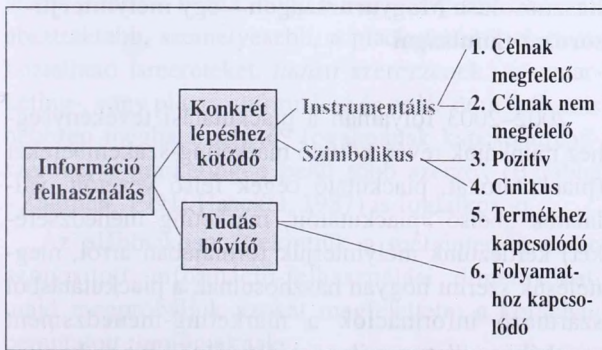 Információ
felhasználás
Konkrét
lépéshez
kötődő
Tudás
bővítő
Instrumentális
Szimbolikus
1. Célnak
megfelelő
2. Célnak nem
megfelelő
3. Pozitív
4. Cinikus
5. Termékhez
kapcsolódó
6. Folyamat-
hoz kapcso-
lódó